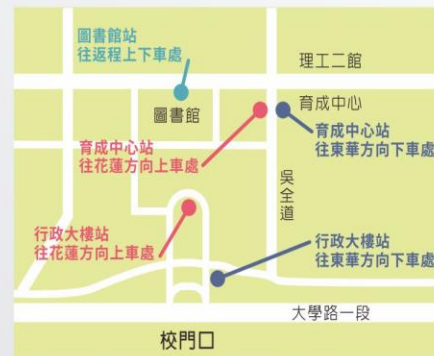 圖書館站
往返程上下車處
理工二館
圖書館
育成中心
育成中心站
往花蓮方向上車處
育成中心站
往東華方向下車處
吳全道
行政大樓站
往花蓮方向上車處
行政大樓站
往東華方向下車處
大學路一段
校門口